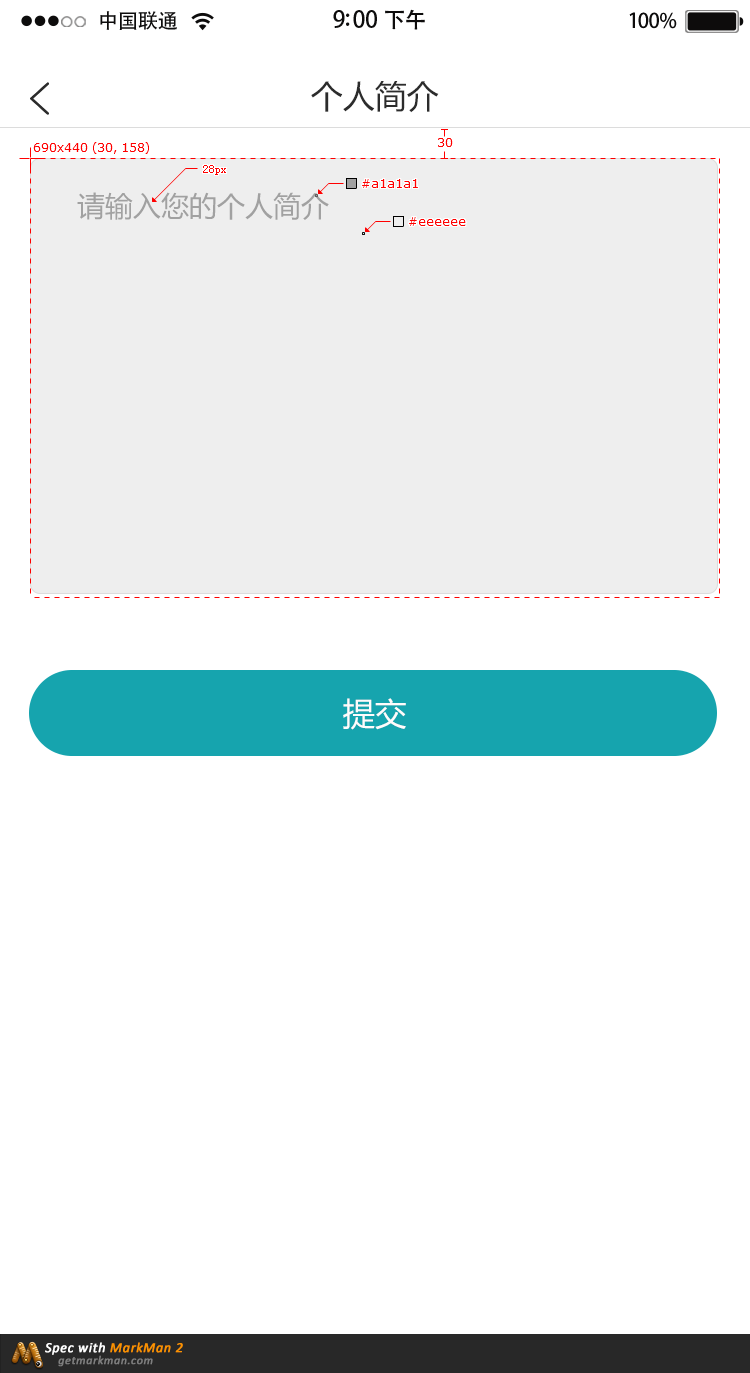 中国联通 9:00 下午 100%
个人简介
30
690x440 (30, 158)
28px
#a1a1a1
请输入您的个人简介
#eeeeee
提交
Spec with MarkMan 2
getmarkman.com